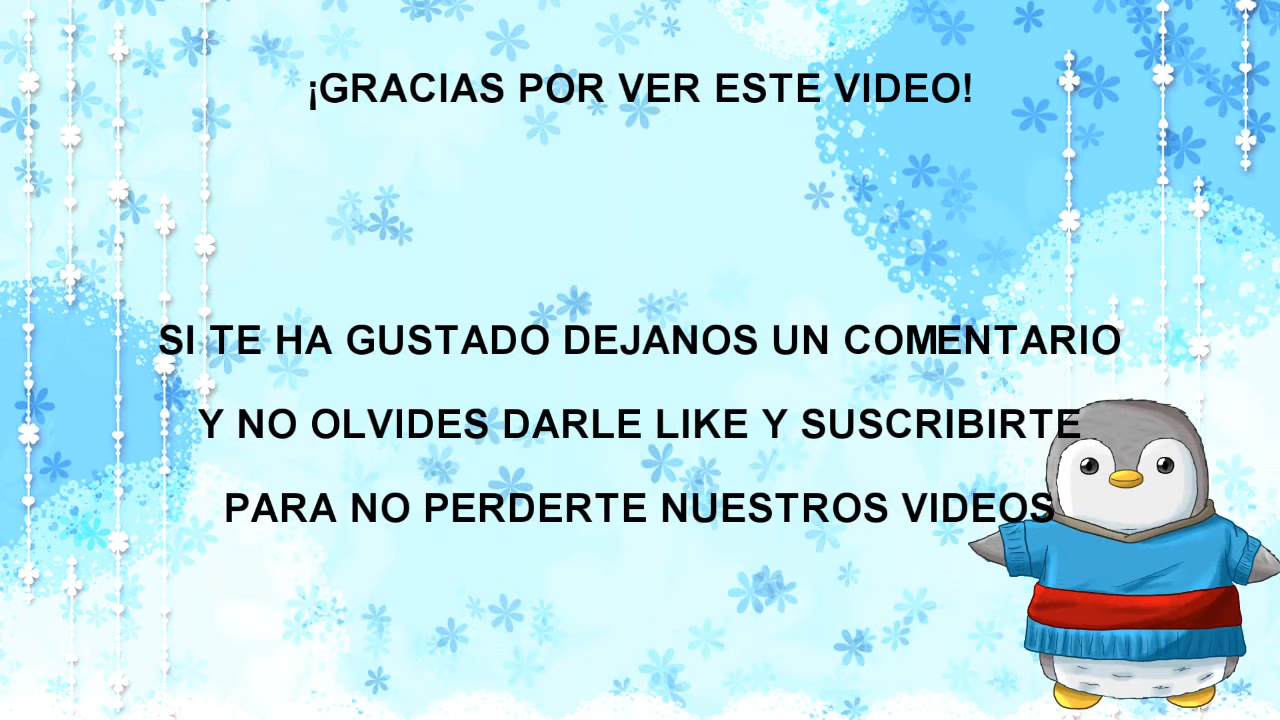 ¡GRACIAS POR VER ESTE VIDEO!
SI TE HA GUSTADO DEJANOS UN COMENTARIO
Y NO OLVIDES DARLE LIKE Y SUSCRIBIRTE
PARA NO PERDERTE NUESTROS VIDEOS